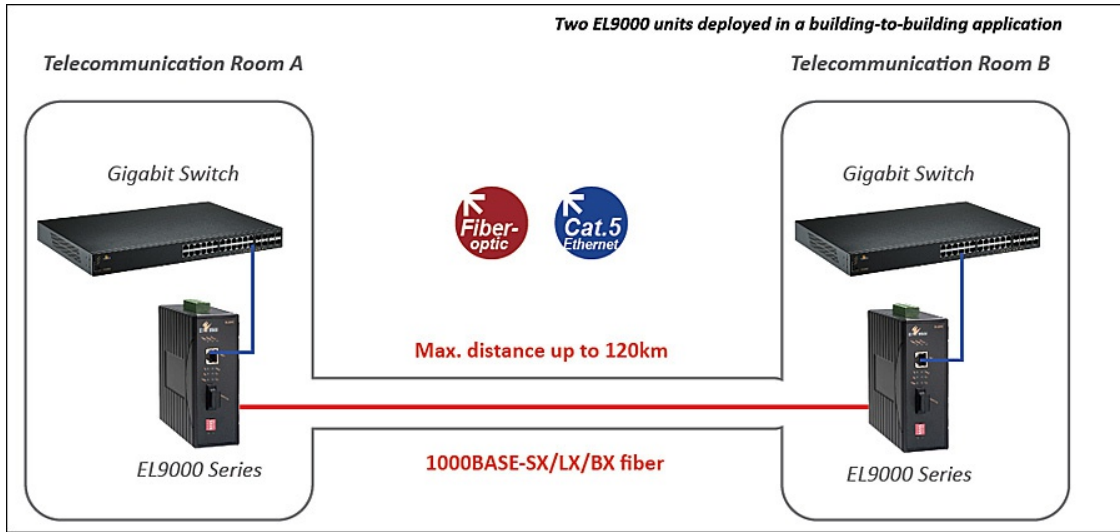 Two EL9000 units deployed in a building-to-building application
Telecommunication Room A
Telecommunication Room B
Gigabit Switch
Gigabit Switch
Fiber-
optic
Cat.5
Ethernet
Max. distance up to 120km
1000BASE-SX/LX/BX fiber
EL9000 Series
EL9000 Series